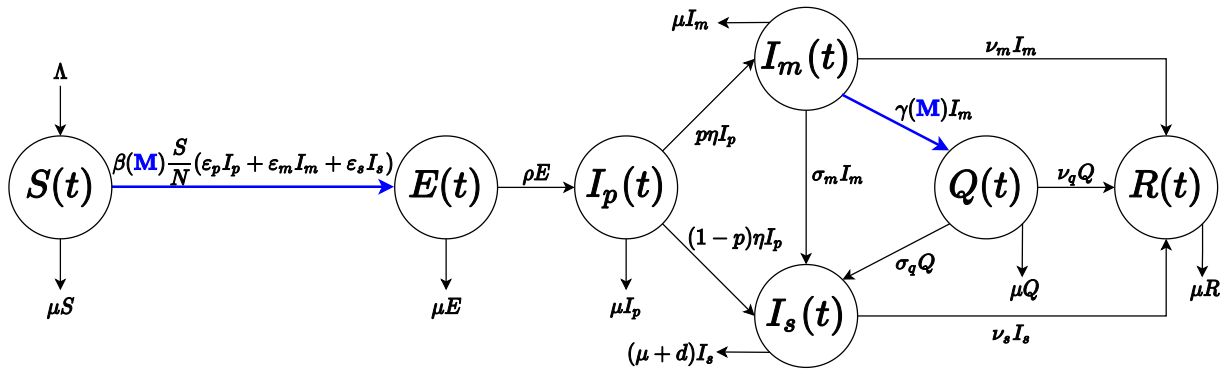 μI_m
I_m(t)
ν_m I_m
Λ
γ(M)I_m
β(M) S/N (ε_p I_p + ε_m I_m + ε_s I_s)
pηI_p
S(t)
E(t)
ρE
I_p(t)
σ_m I_m
Q(t)
ν_q Q
R(t)
(1 − p)ηI_p
σ_q Q
μS
μE
μI_p
μQ
μR
I_s(t)
ν_s I_s
(μ + d)I_s